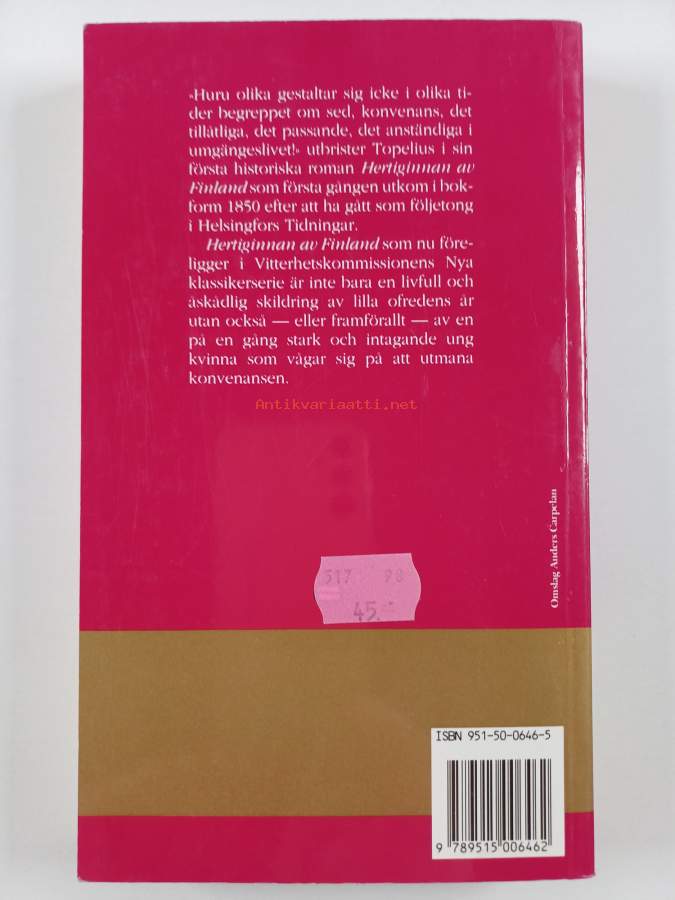 »Huru olika gestaltar sig icke i olika ti-
der begreppet om sed, konvenans, det
tillåtliga, det passande, det anständiga i
umgängeslivet!» utbrister Topelius i sin
första historiska roman Hertiginnan av
Finland som första gången utkom i bok-
form 1850 efter att ha gått som följetong
i Helsingfors Tidningar.
Hertiginnan av Finland som nu före-
ligger i Vitterhetskommissionens Nya
klassikerserie är inte bara en livfull och
åskådlig skildring av lilla ofredens år
utan också — eller framförallt — av en
på en gång stark och intagande ung
kvinna som vågar sig på att utmana
konvenansen.
Antikvariaatti.net
Omslag Anders Carpelan
517 98
45.-
ISBN 951-50-0646-5
9 789515 006462